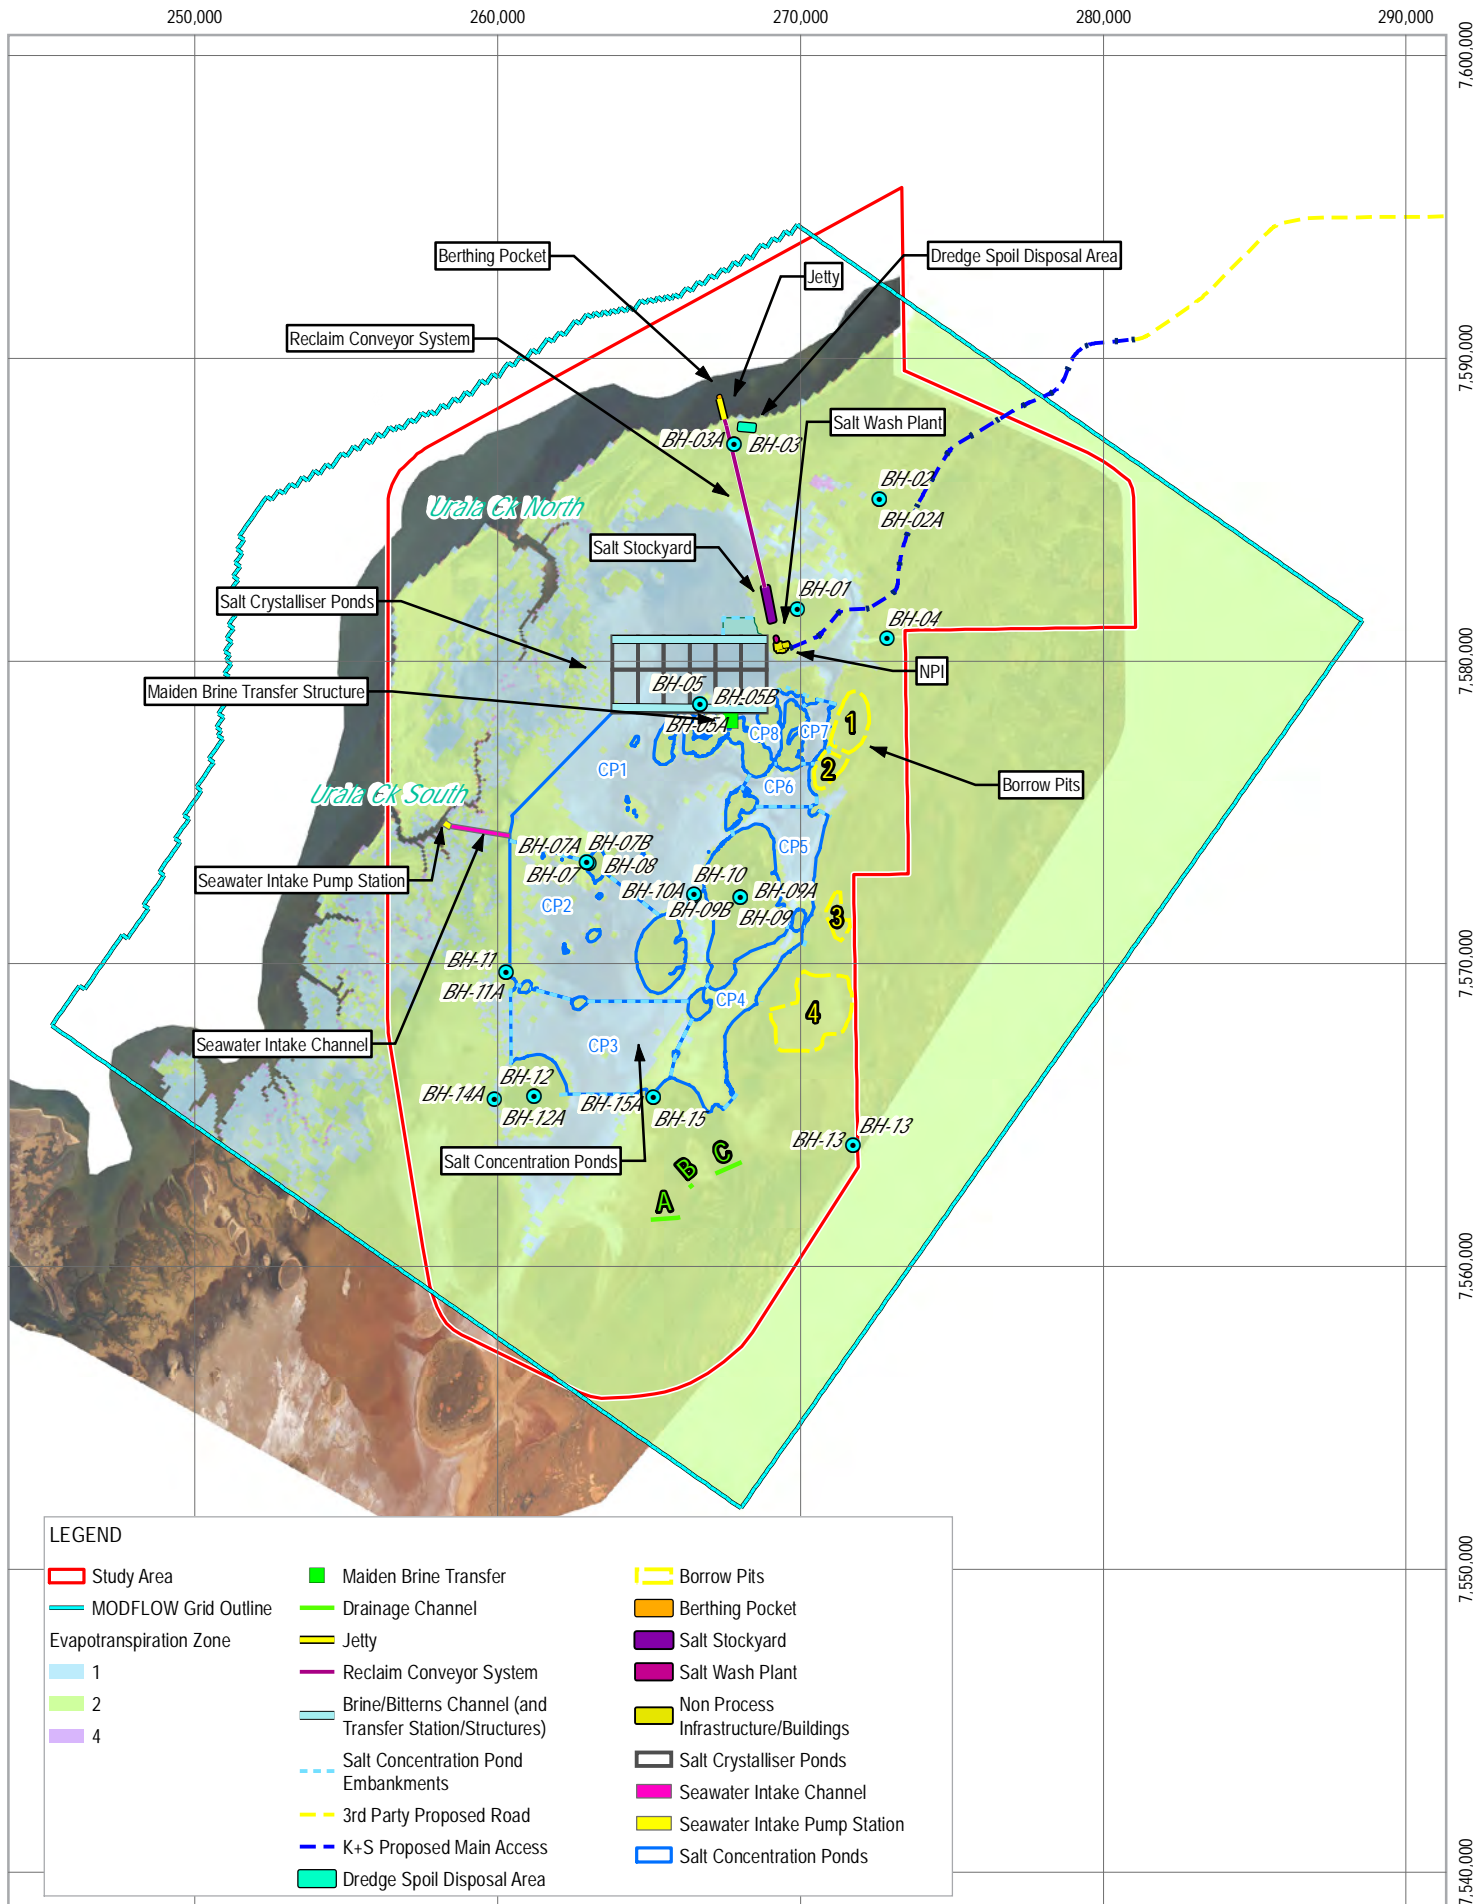 250,000
260,000
270,000
280,000
290,000
7,600,000
Berthing Pocket
Dredge Spoil Disposal Area
Jetty
Reclaim Conveyor System
7,590,000
Salt Wash Plant
BH-03A
BH-03
BH-02
BH-02A
Urala Ck North
Salt Stockyard
BH-01
Salt Crystalliser Ponds
BH-04
7,580,000
NPI
BH-05
BH-05B
Maiden Brine Transfer Structure
BH-05A
CP8
CP7
1
CP1
2
CP6
Borrow Pits
Urala Ck South
BH-07A
BH-07B
CP5
BH-07
BH-08
Seawater Intake Pump Station
BH-10
BH-10A
BH-09A
CP2
BH-09B
BH-09
3
BH-11
7,570,000
BH-11A
CP4
4
Seawater Intake Channel
CP3
BH-12
BH-14A
BH-12A
BH-15A
BH-15
BH-13
BH-13
Salt Concentration Ponds
C
B
A
7,560,000
LEGEND
Study Area
MODFLOW Grid Outline
Evapotranspiration Zone
1
2
4
Maiden Brine Transfer
Drainage Channel
Jetty
Reclaim Conveyor System
Brine/Bitterns Channel (and
Transfer Station/Structures)
Salt Concentration Pond
Embankments
3rd Party Proposed Road
K+S Proposed Main Access
Dredge Spoil Disposal Area
Borrow Pits
Berthing Pocket
Salt Stockyard
Salt Wash Plant
Non Process
Infrastructure/Buildings
Salt Crystalliser Ponds
Seawater Intake Channel
Seawater Intake Pump Station
Salt Concentration Ponds
7,550,000
7,540,000